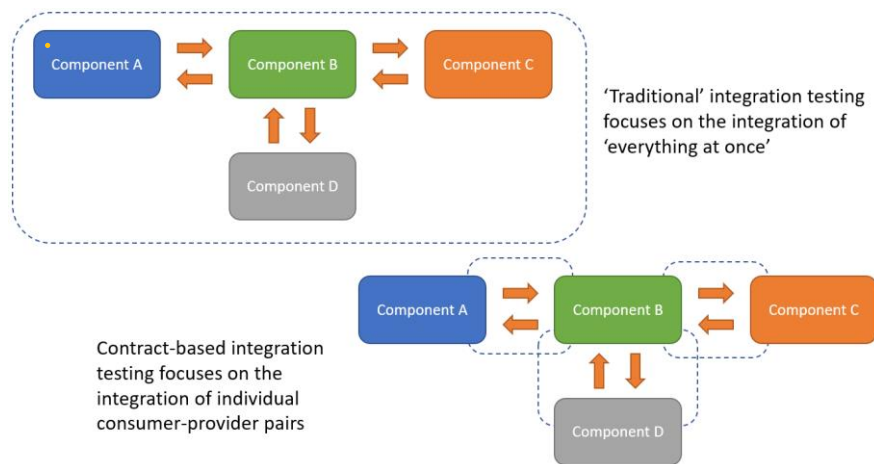 Component A
Component B
Component C
Component D
‘Traditional’ integration testing
focuses on the integration of
‘everything at once’
Component A
Component B
Component C
Component D
Contract-based integration
testing focuses on the
integration of individual
consumer-provider pairs